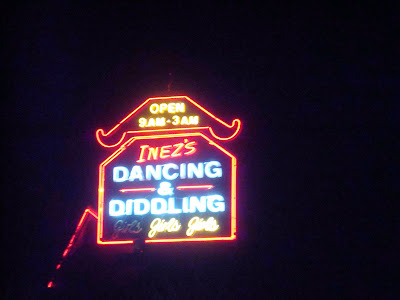 OPEN
9AM-3AM
INEZ'S
DANCING
&
DIDDLING
Girls Girls Girls